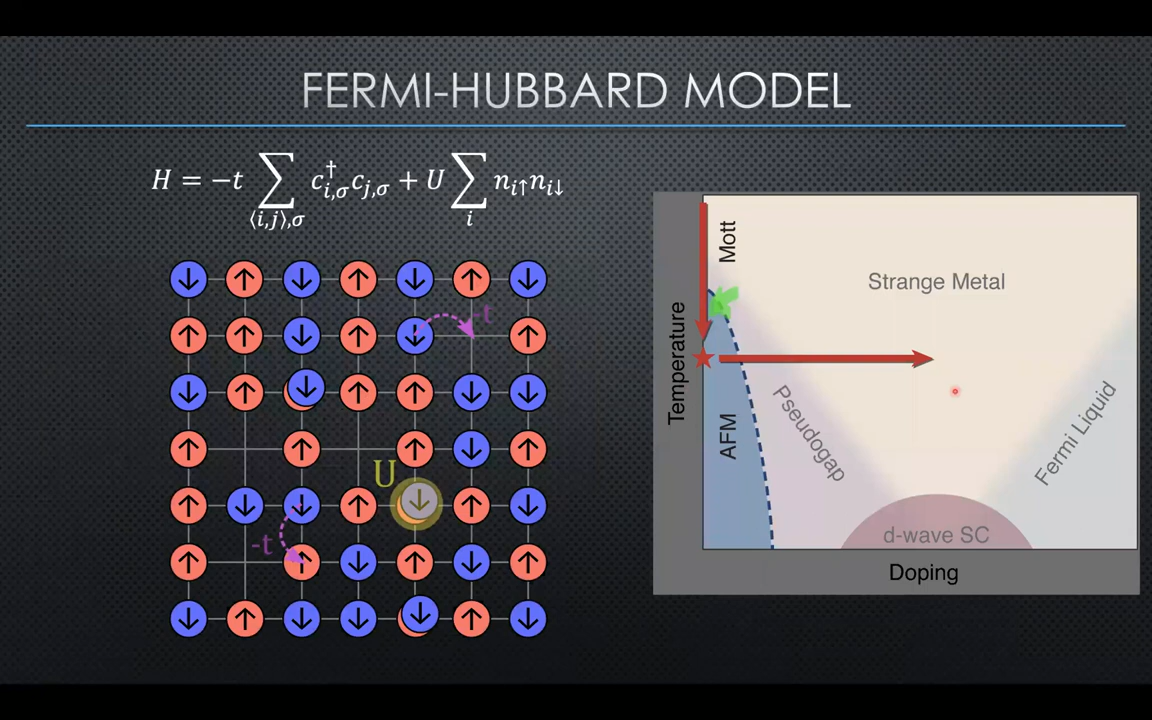 FERMI-HUBBARD MODEL
H = −t ∑⟨i,j⟩,σ c†i,σ cj,σ + U ∑i ni↑ni↓
-t
U
-t
Mott
Strange Metal
Temperature
AFM
Pseudogap
Fermi Liquid
d-wave SC
Doping